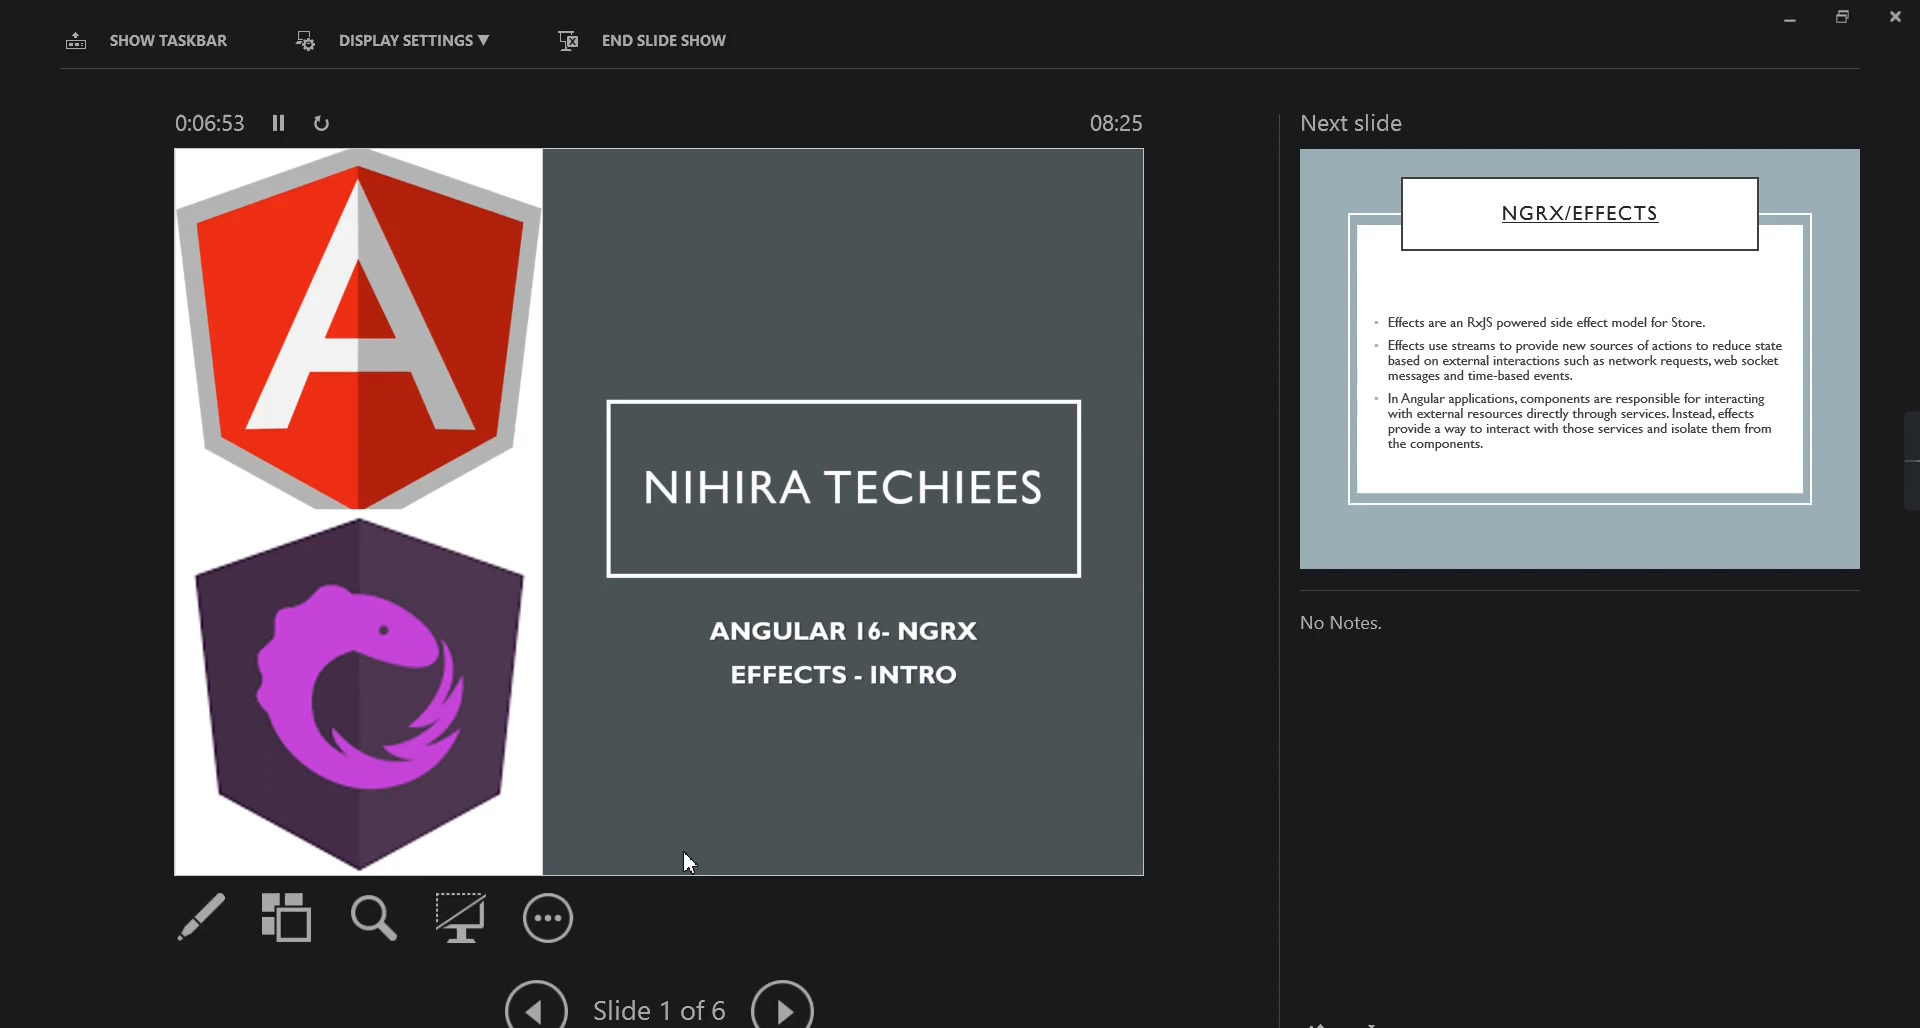 SHOW TASKBAR
DISPLAY SETTINGS ▼
END SLIDE SHOW
0:06:53
08:25
NIHIRA TECHIEES
ANGULAR 16- NGRX
EFFECTS - INTRO
Slide 1 of 6
Next slide
NGRX/EFFECTS
• Effects are an RxJS powered side effect model for Store.
• Effects use streams to provide new sources of actions to reduce state
based on external interactions such as network requests, web socket
messages and time-based events.
• In Angular applications, components are responsible for interacting
with external resources directly through services. Instead, effects
provide a way to interact with those services and isolate them from
the components.
No Notes.